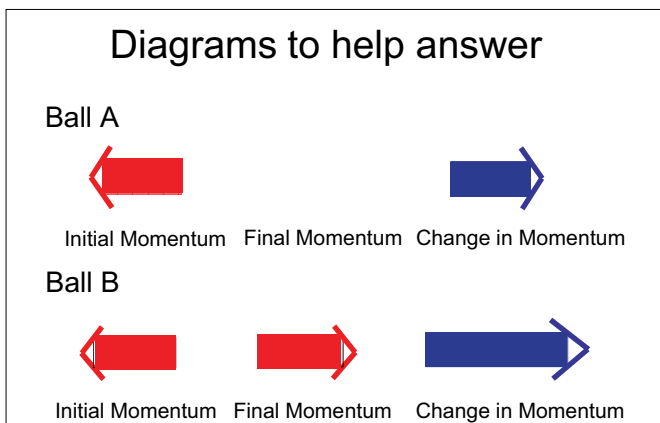 Diagrams to help answer
Ball A
Initial Momentum Final Momentum Change in Momentum
Ball B
Initial Momentum Final Momentum Change in Momentum